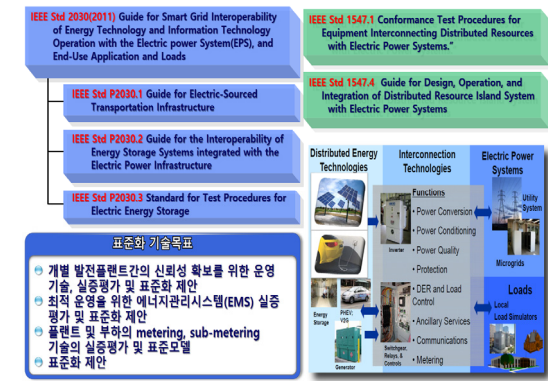 IEEE Std 2030(2011) Guide for Smart Grid Interoperability
of Energy Technology and Information Technology
Operation with the Electric power System(EPS), and
End-Use Application and Loads
IEEE Std P2030.1 Guide for Electric-Sourced
Transportation Infrastructure
IEEE Std P2030.2 Guide for the Interoperability of
Energy Storage Systems integrated with the
Electric Power Infrastructure
IEEE Std P2030.3 Standard for Test Procedures for
Electric Energy Storage
표준화 기술목표
개별 발전플랜트간의 신뢰성 확보를 위한 운영
기술, 실증평가 및 표준화 제안
최적 운영을 위한 에너지관리시스템(EMS) 실증
평가 및 표준화 제안
플랜트 및 부하의 metering, sub-metering
기술의 실증평가 및 표준모델
표준화 제안
IEEE Std 1547.1 Conformance Test Procedures for
Equipment Interconnecting Distributed Resources
with Electric Power Systems."
IEEE Std 1547.4 Guide for Design, Operation, and
Integration of Distributed Resource Island System
with Electric Power Systems
Distributed Energy
Technologies
Energy
Storage
PHEV;
V2G
Generator
Interconnection
Technologies
Functions
• Power Conversion
• Power Conditioning
• Power Quality
• Protection
• DER and Load
Control
• Ancillary Services
• Communications
• Metering
Inverter
Switchgear,
Relays, &
Controls
Electric Power
Systems
Utility
System
Microgrids
Loads
Local
Load Simulators